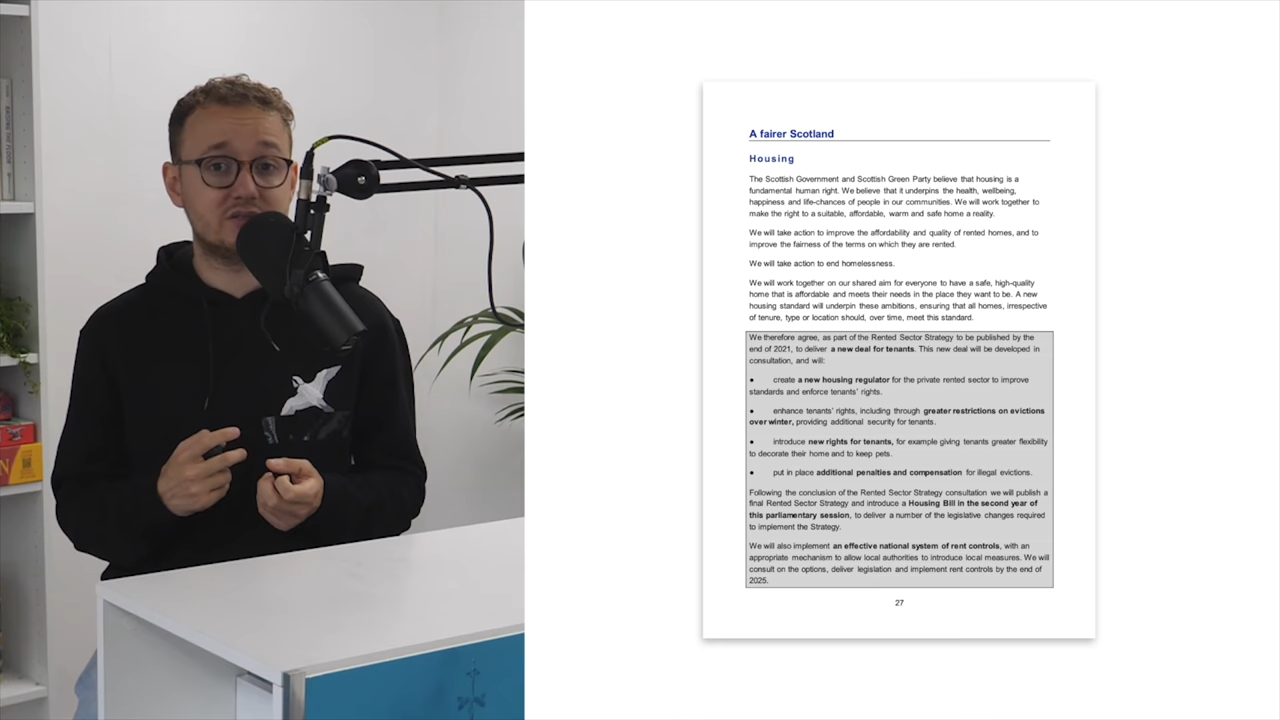 A fairer Scotland
Housing
The Scottish Government and Scottish Green Party believe that housing is a
fundamental human right. We believe that it underpins the health, wellbeing,
happiness and life-chances of people in our communities. We will work together to
make the right to a suitable, affordable, warm and safe home a reality.
We will take action to improve the affordability and quality of rented homes, and to
improve the fairness of the terms on which they are rented.
We will take action to end homelessness.
We will work together on our shared aim for everyone to have a safe, high-quality
home that is affordable and meets their needs in the place they want to be. A new
housing standard will underpin these ambitions, ensuring that all homes, irrespective
of tenure, type or location should, over time, meet this standard.
We therefore agree, as part of the Rented Sector Strategy to be published by the
end of 2021, to deliver a new deal for tenants. This new deal will be developed in
consultation, and will:
• create a new housing regulator for the private rented sector to improve
standards and enforce tenants' rights.
• enhance tenants' rights, including through greater restrictions on evictions
over winter, providing additional security for tenants.
• introduce new rights for tenants, for example giving tenants greater flexibility
to decorate their home and to keep pets.
• put in place additional penalties and compensation for illegal evictions.
Following the conclusion of the Rented Sector Strategy consultation we will publish a
final Rented Sector Strategy and introduce a Housing Bill in the second year of
this parliamentary session, to deliver a number of the legislative changes required
to implement the Strategy.
We will also implement an effective national system of rent controls, with an
appropriate mechanism to allow local authorities to introduce local measures. We will
consult on the options, deliver legislation and implement rent controls by the end of
2025.
27